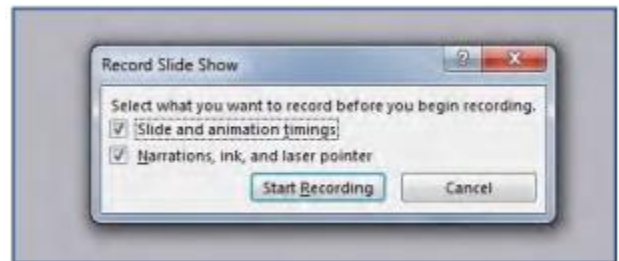 Record Slide Show
Select what you want to record before you begin recording.
Slide and animation timings
Narrations, ink, and laser pointer
Start Recording Cancel